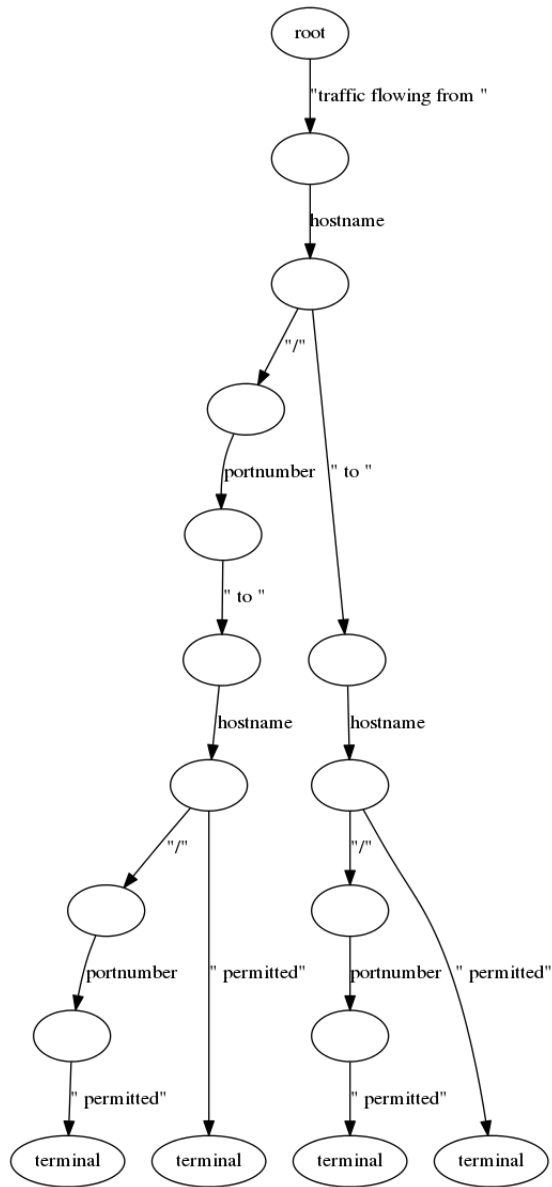 root
"traffic flowing from "
hostname
"/"
portnumber
" to "
" to "
hostname
hostname
"/"
"/"
portnumber
" permitted"
portnumber
" permitted"
" permitted"
" permitted"
terminal
terminal
terminal
terminal